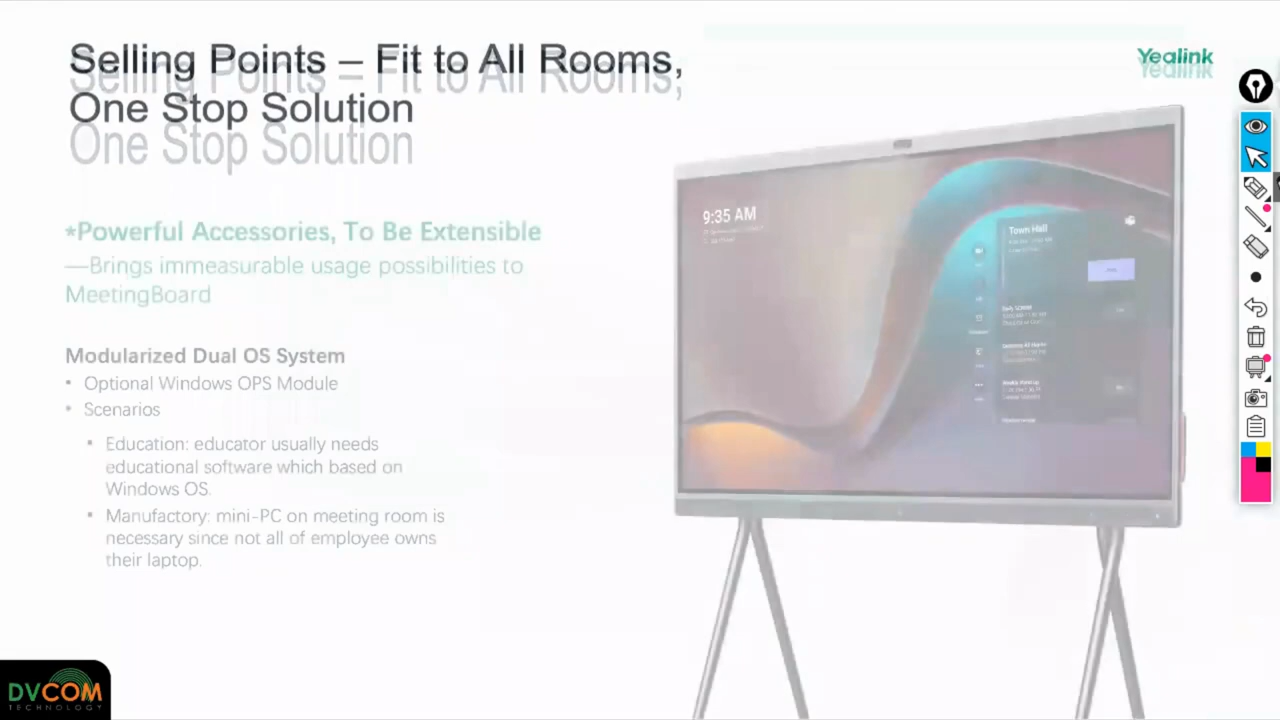 Selling Points – Fit to All Rooms,
One Stop Solution
Yealink
*Powerful Accessories, To Be Extensible
—Brings immeasurable usage possibilities to
MeetingBoard
Modularized Dual OS System
• Optional Windows OPS Module
• Scenarios
• Education: educator usually needs
educational software which based on
Windows OS.
• Manufactory: mini-PC on meeting room is
necessary since not all of employee owns
their laptop.
9:35 AM
Town Hall
DVCOM
TECHNOLOGY